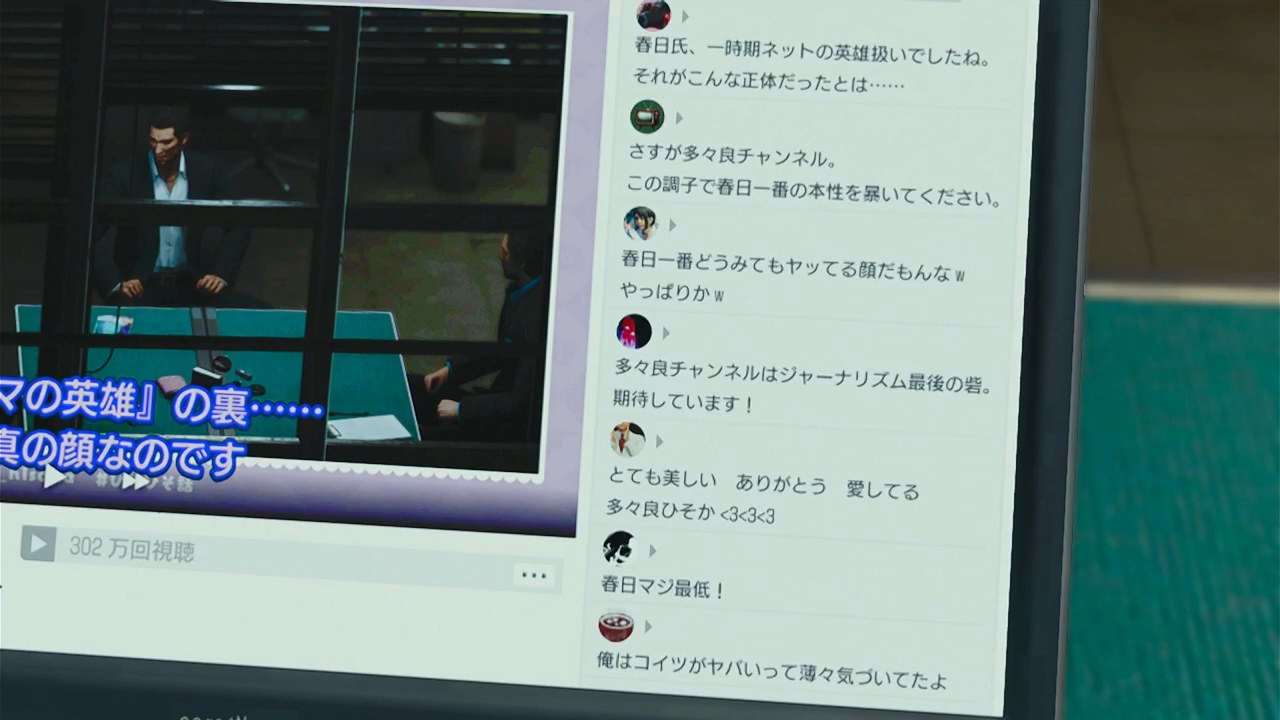 春日氏、一時期ネットの英雄扱いでしたね。
それがこんな正体だったとは……
さすが多々良チャンネル。
この調子で春日一番の本性を暴いてください。
春日一番どうみてもヤッてる顔だもんなw
やっぱりかw
多々良チャンネルはジャーナリズム最後の砦。
期待しています!
とても美しい ありがとう 愛してる
多々良ひそか <3<3<3
春日マジ最低!
俺はコイツがヤバいって薄々気づいてたよ
マの英雄』の裏……
真の顔なのです
302 万回視聴